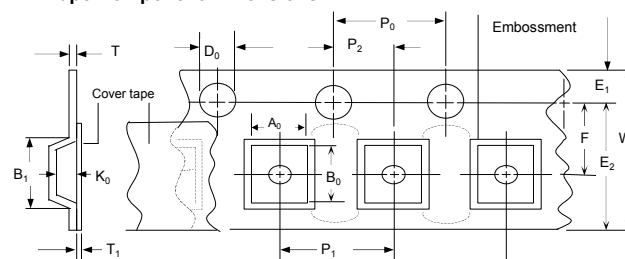 P₀
T
D₀
P₂
Embossment
E₁
Cover tape
A₀
F
W
B₁
K₀
B₀
E₂
T₁
P₁